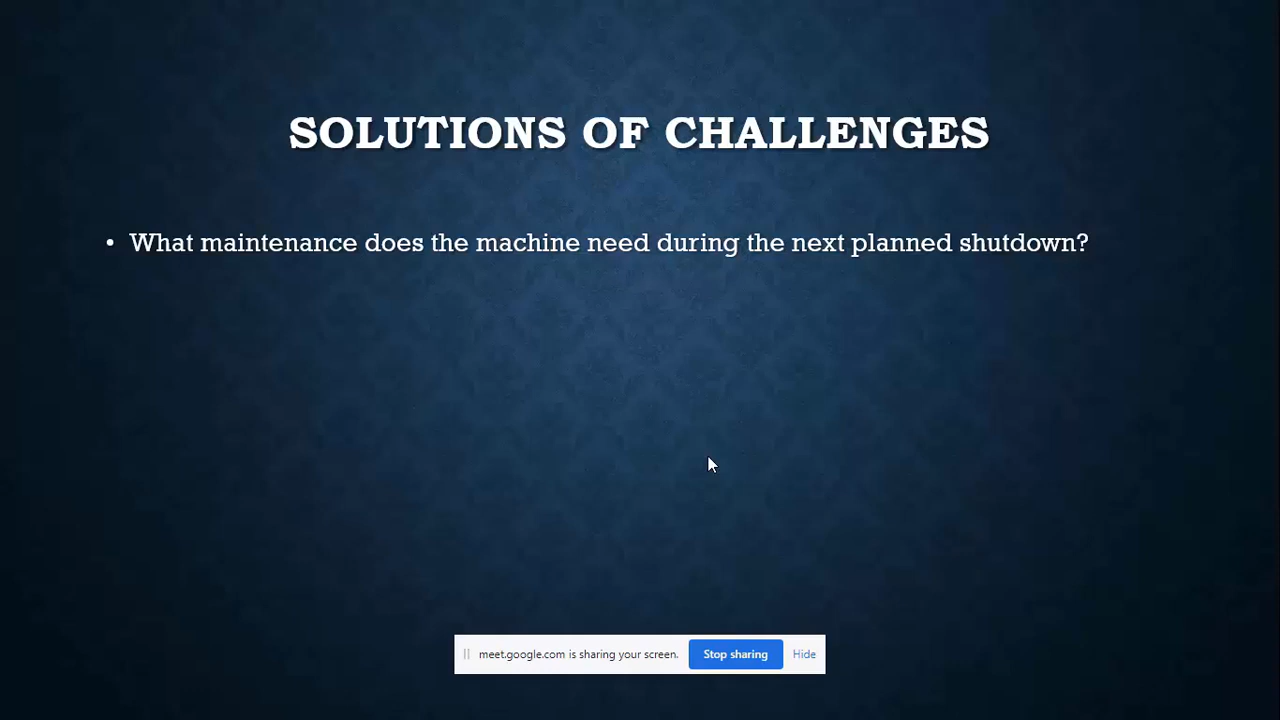 SOLUTIONS OF CHALLENGES
• What maintenance does the machine need during the next planned shutdown?
meet.google.com is sharing your screen. Stop sharing Hide